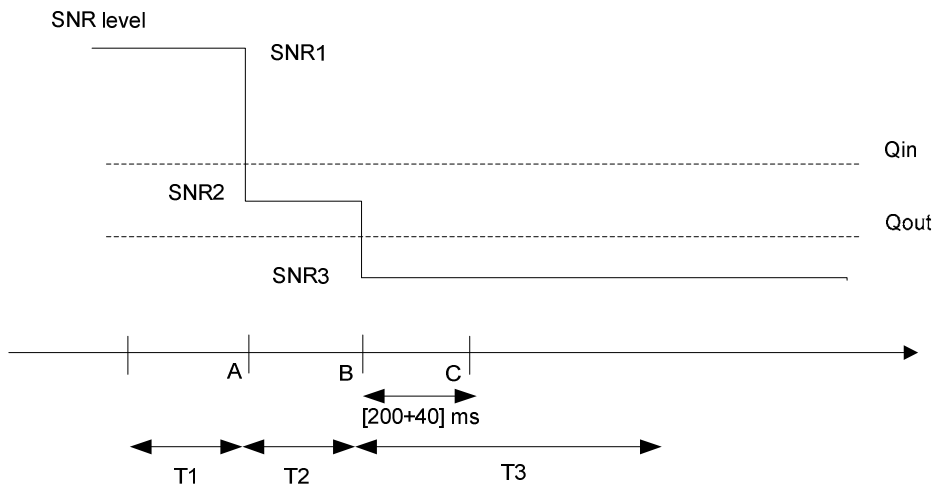 SNR level
SNR1
Qin
SNR2
Qout
SNR3
A
B
C
[200+40] ms
T1
T2
T3